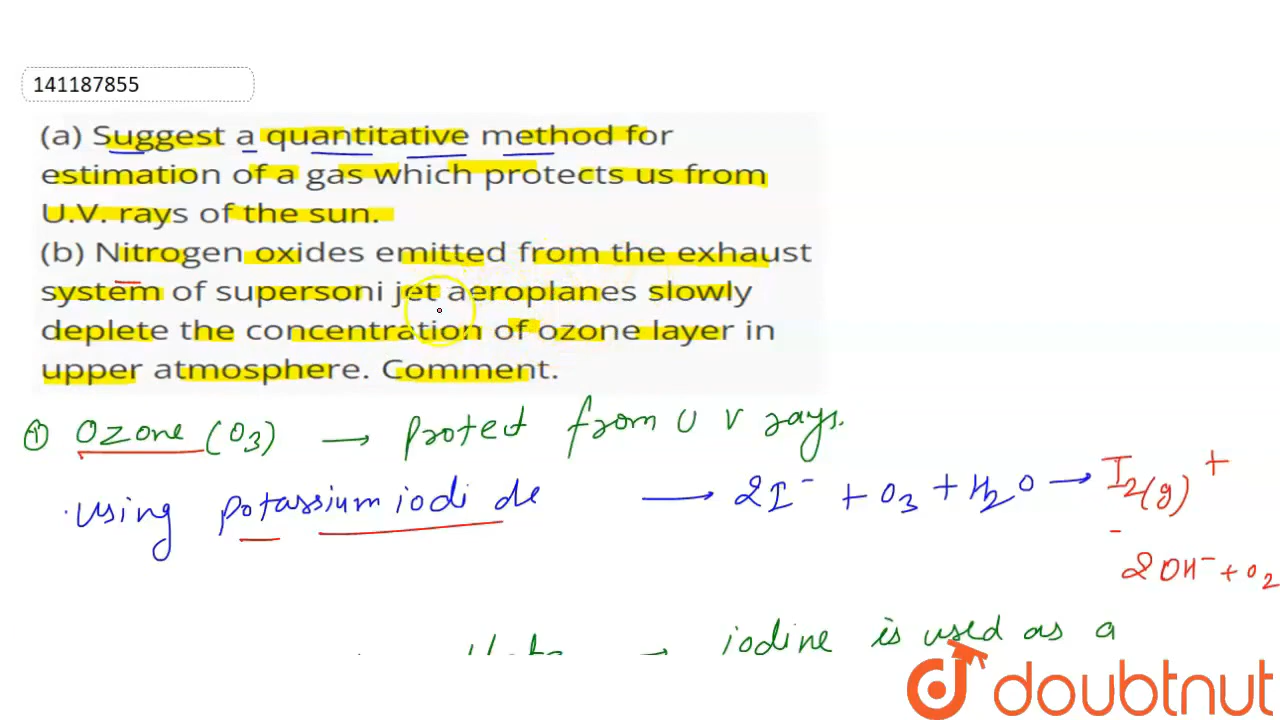 141187855
(a) Suggest a quantitative method for
estimation of a gas which protects us from
U.V. rays of the sun.
(b) Nitrogen oxides emitted from the exhaust
system of supersoni jet aeroplanes slowly
deplete the concentration of ozone layer in
upper atmosphere. Comment.
① Ozone (O3) → Protect from U V rays.
Using potassium iodide → 2I⁻ + O3 + H2O → I2(g) +
2OH⁻ + O2
→ iodine is used as a
doubtnut